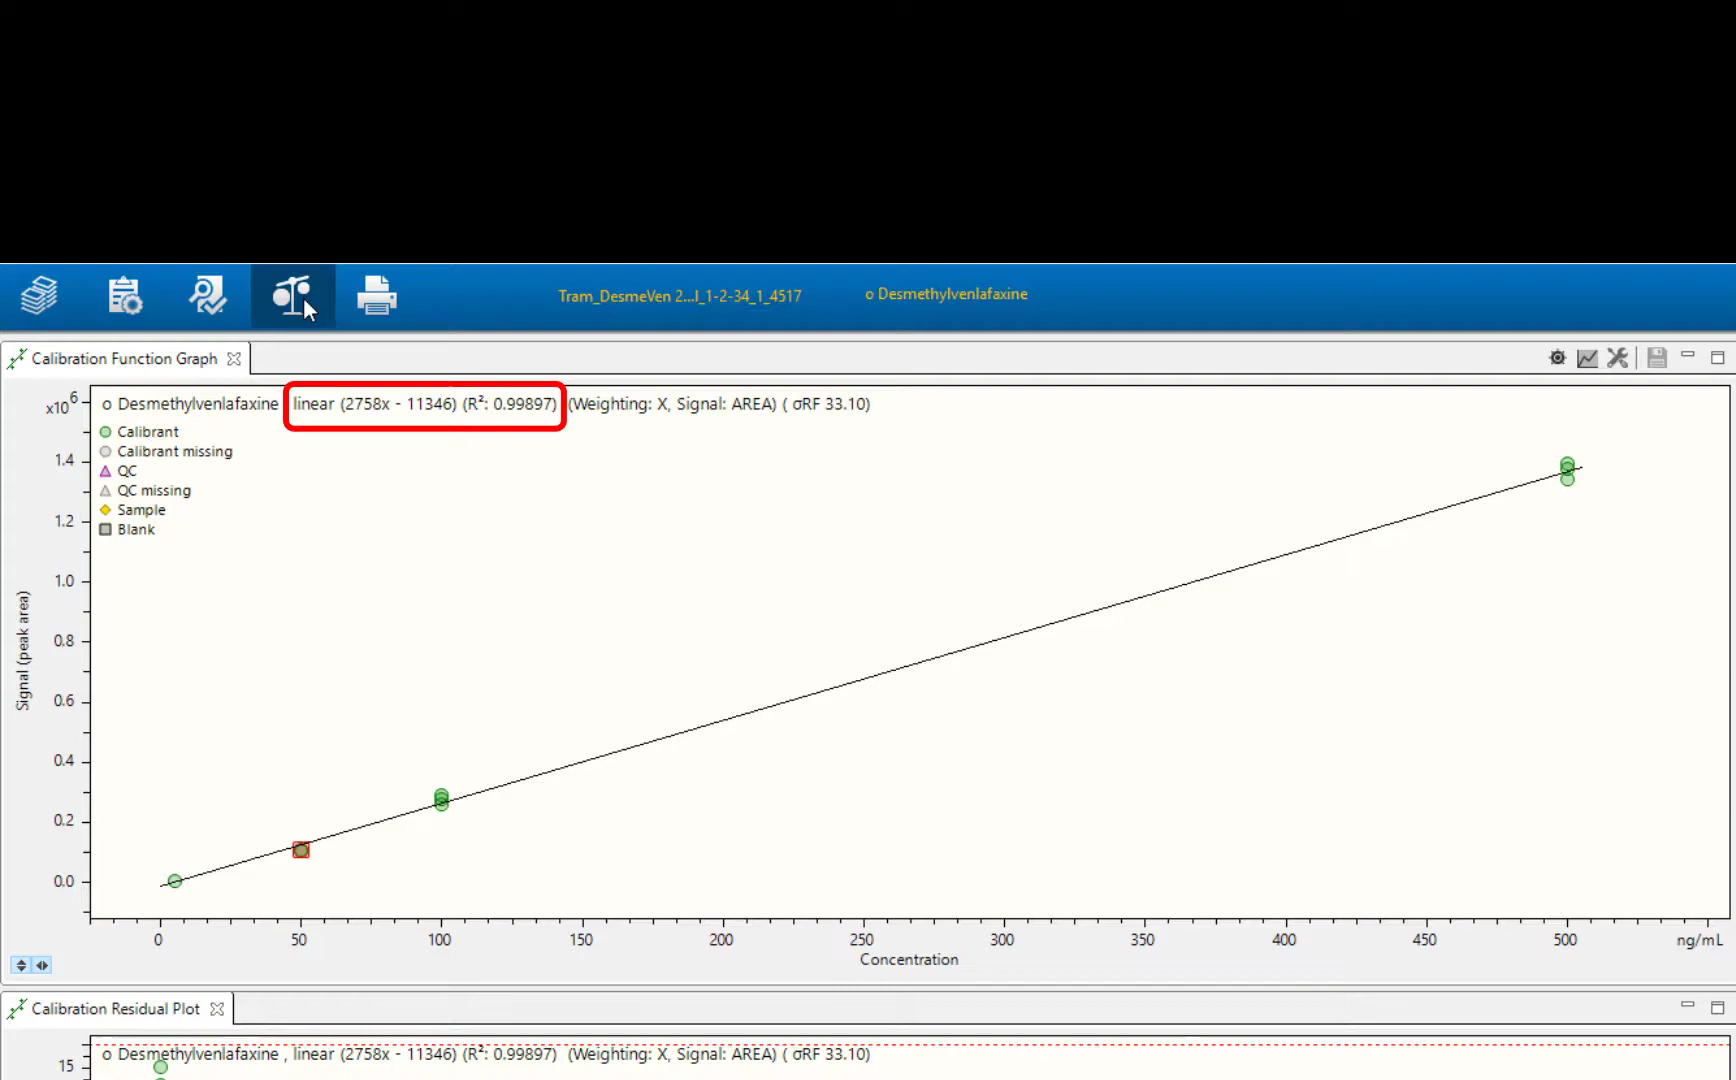 Tram_DesmeVen 2...l_1-2-34_1_4517
o Desmethylvenlafaxine
Calibration Function Graph
x10^6
o Desmethylvenlafaxine linear (2758x - 11346) (R²: 0.99897) (Weighting: X, Signal: AREA) ( σRF 33.10)
Calibrant
Calibrant missing
QC
QC missing
Sample
Blank
1.4
1.2
1.0
0.8
0.6
0.4
0.2
0.0
Signal (peak area)
0 50 100 150 200 250 300 350 400 450 500 ng/mL
Concentration
Calibration Residual Plot
o Desmethylvenlafaxine , linear (2758x - 11346) (R²: 0.99897) (Weighting: X, Signal: AREA) ( σRF 33.10)
15